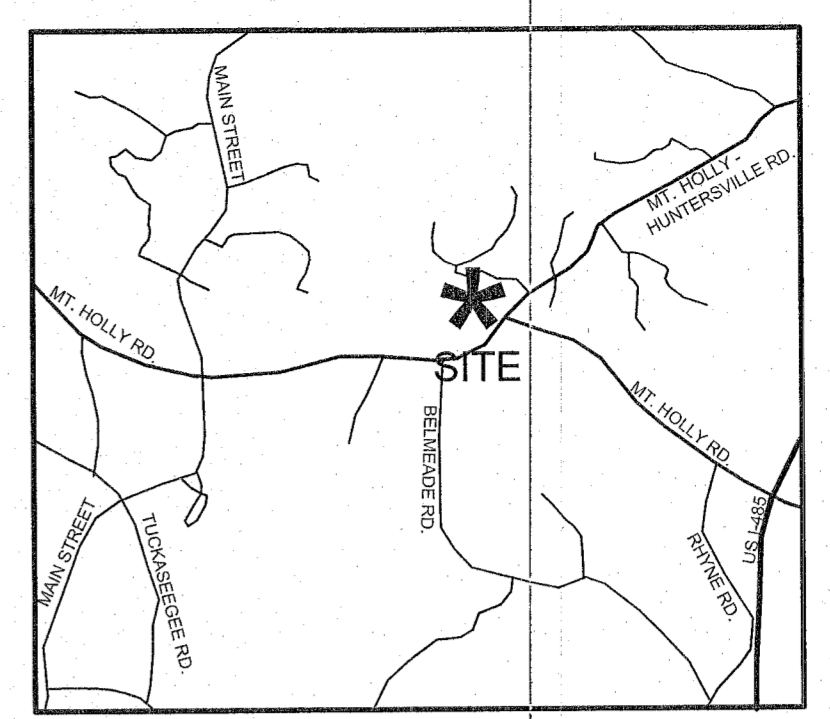 MAIN STREET
MT. HOLLY -
HUNTERSVILLE RD.
MT. HOLLY RD.
SITE
MT. HOLLY RD.
BELMEADE RD.
MAIN STREET
TUCKASEEGEE RD.
RHYNE RD.
US I-485